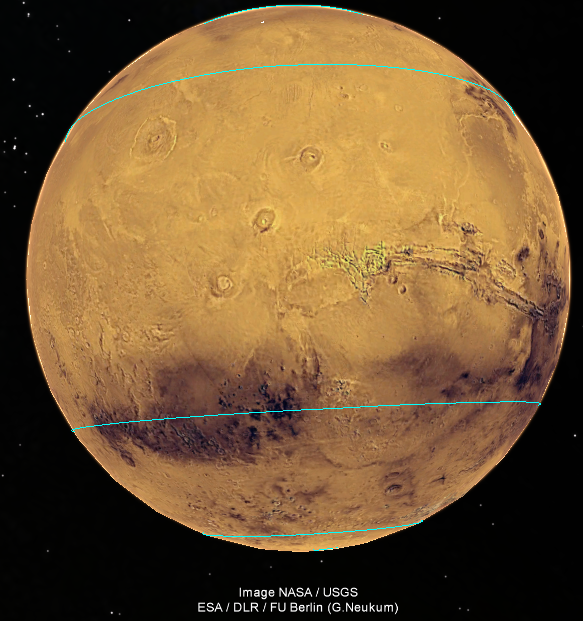 Image NASA / USGS
ESA / DLR / FU Berlin (G.Neukum)